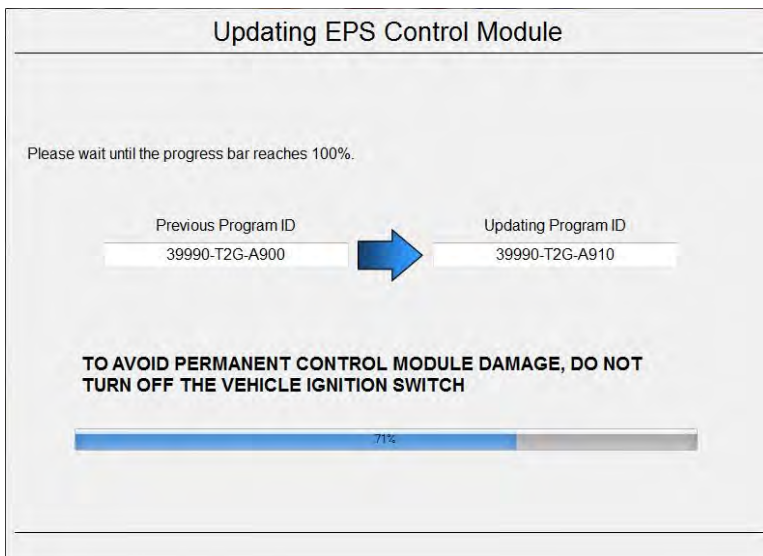 Updating EPS Control Module
Please wait until the progress bar reaches 100%.
Previous Program ID
Updating Program ID
39990-T2G-A900
39990-T2G-A910
TO AVOID PERMANENT CONTROL MODULE DAMAGE, DO NOT
TURN OFF THE VEHICLE IGNITION SWITCH
71%